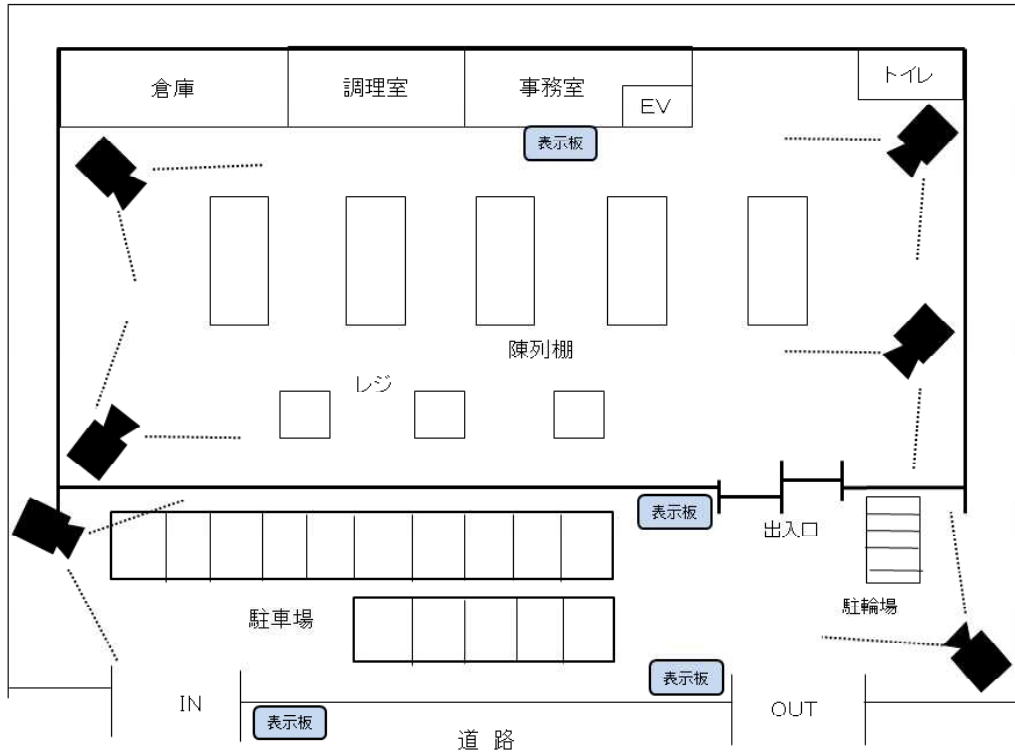 倉庫
調理室
事務室
EV
トイレ
表示板
陳列棚
レジ
表示板
出入口
駐車場
駐輪場
表示板
IN
OUT
表示板
道 路